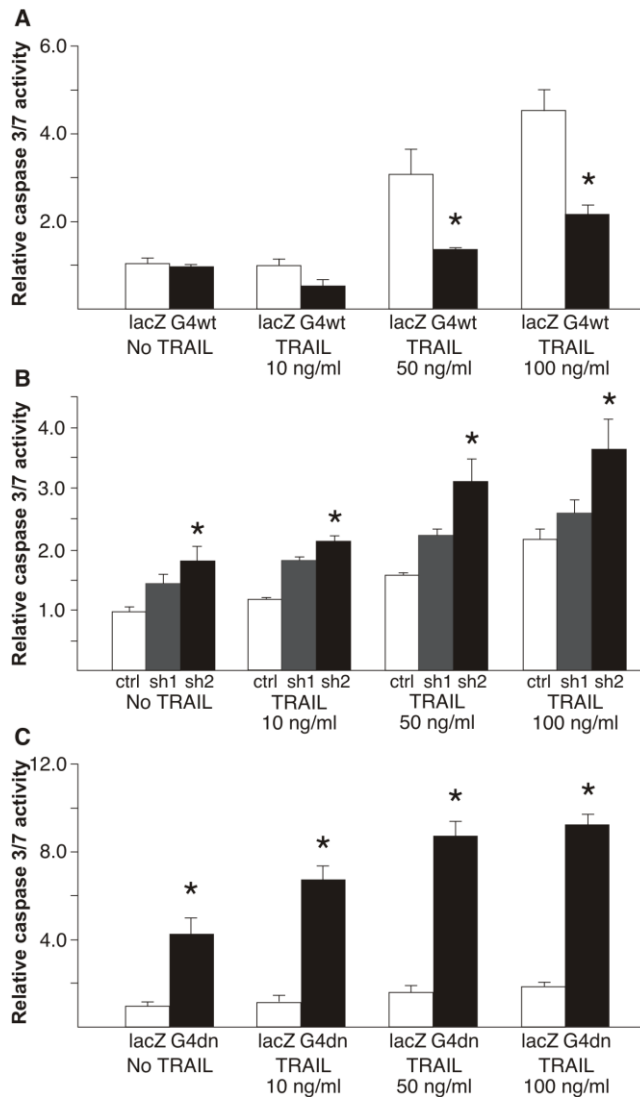 A
Relative caspase 3/7 activity
6.0
4.0
2.0
*
*
lacZ G4wt lacZ G4wt lacZ G4wt lacZ G4wt
No TRAIL TRAIL TRAIL TRAIL
10 ng/ml 50 ng/ml 100 ng/ml
B
Relative caspase 3/7 activity
4.0
3.0
2.0
1.0
*
*
*
*
ctrl sh1 sh2 ctrl sh1 sh2 ctrl sh1 sh2 ctrl sh1 sh2
No TRAIL TRAIL TRAIL TRAIL
10 ng/ml 50 ng/ml 100 ng/ml
C
Relative caspase 3/7 activity
12.0
8.0
4.0
*
*
*
*
lacZ G4dn lacZ G4dn lacZ G4dn lacZ G4dn
No TRAIL TRAIL TRAIL TRAIL
10 ng/ml 50 ng/ml 100 ng/ml